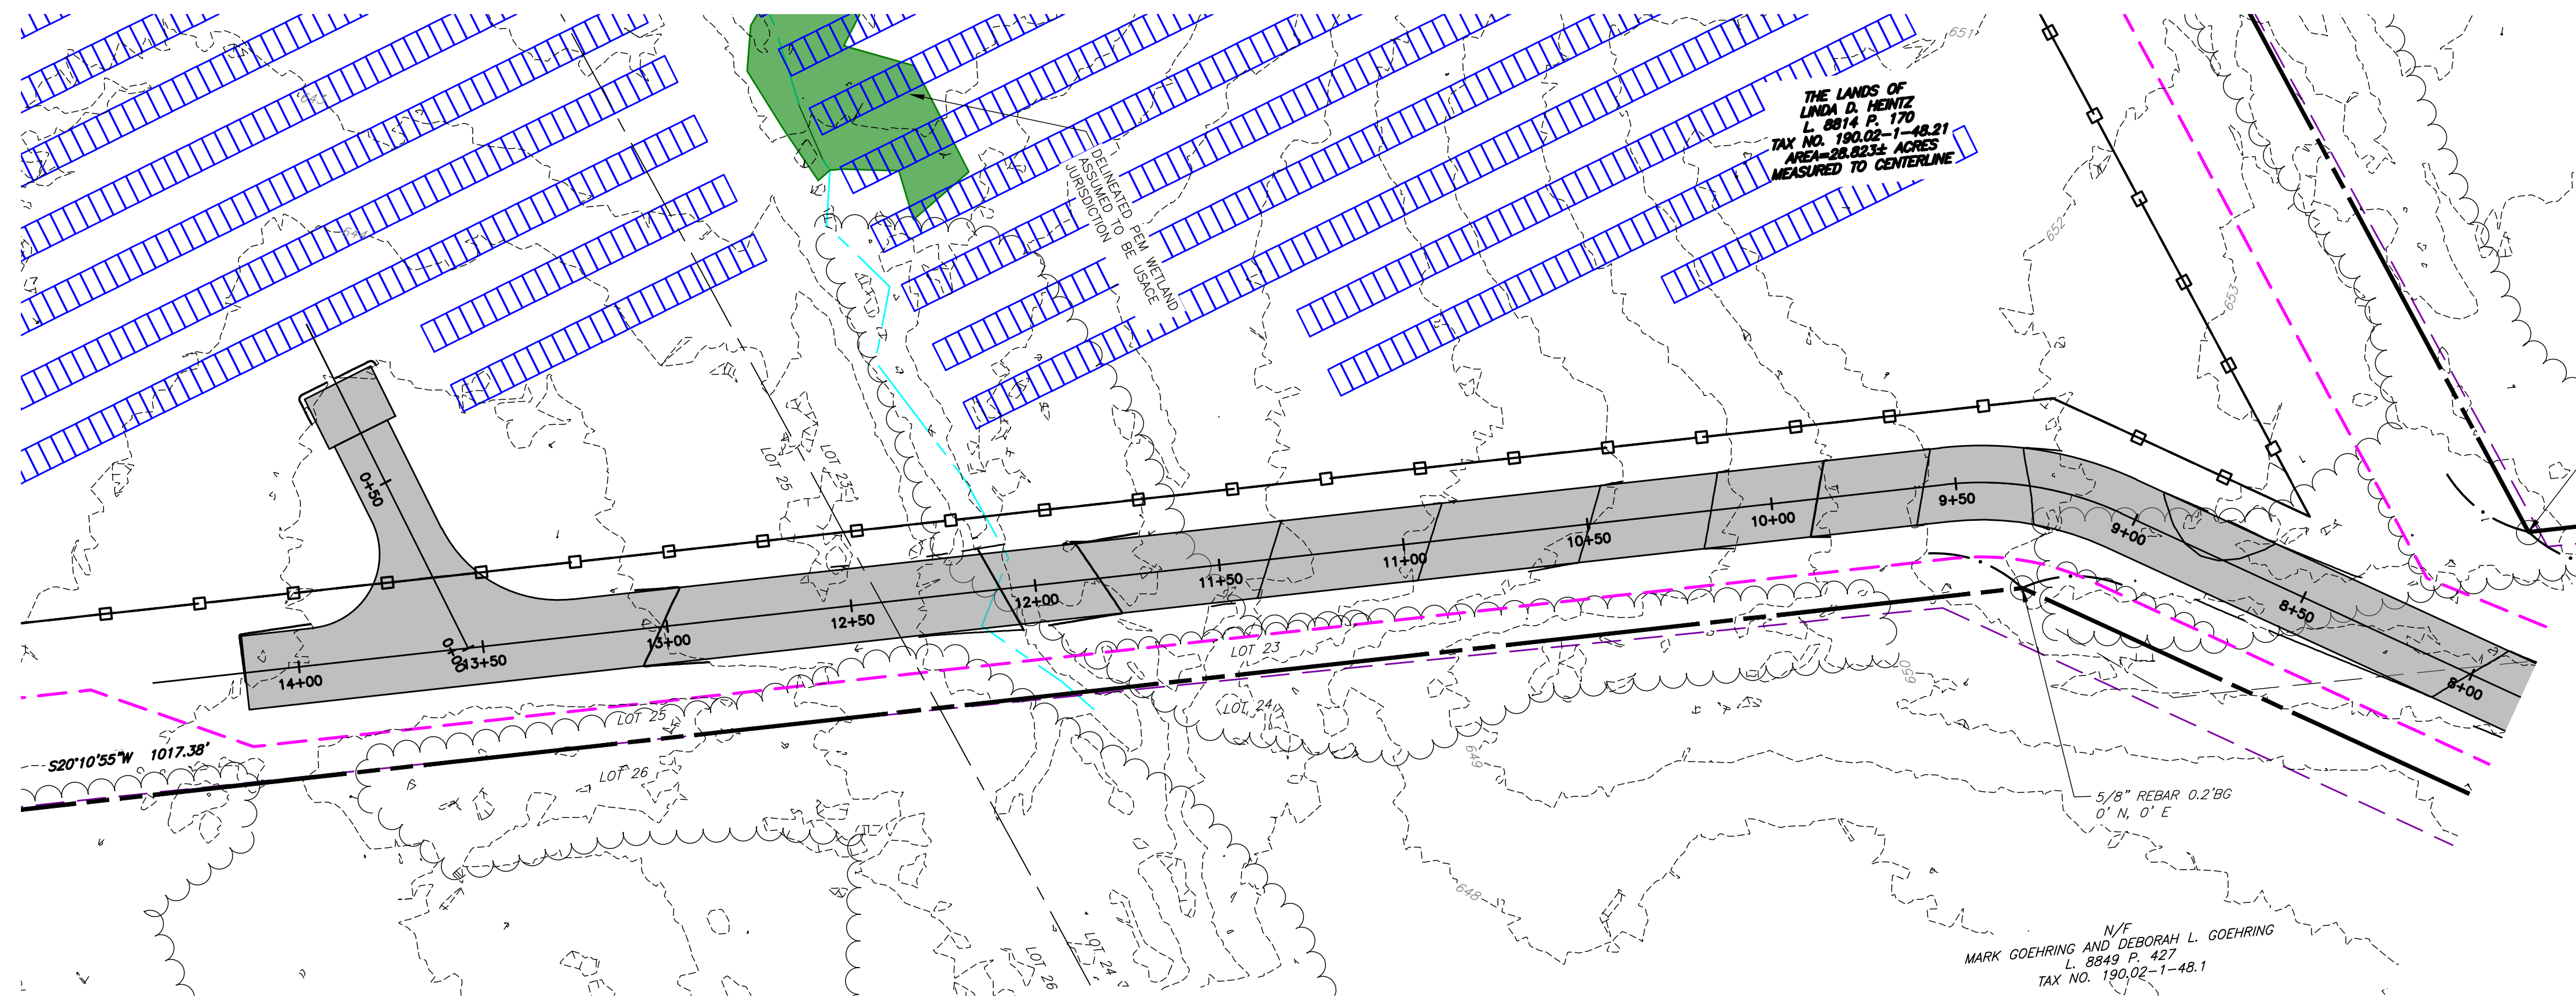 651
643
THE LANDS OF
LINDA D. HEINTZ
L. 8814 P. 170
TAX NO. 190.02-1-48.21
AREA=28.823± ACRES
MEASURED TO CENTERLINE
DELINEATED PEM WETLAND
ASSUMED TO BE USACE
JURISDICTION
644
652
653
LOT 25
LOT 23
0+50
0+00
14+00
13+50
13+00
12+50
12+00
11+50
11+00
10+50
10+00
9+50
9+00
8+50
8+00
LOT 23
LOT 24
LOT 25
LOT 26
650
649
648
S20°10'55"W 1017.38'
5/8" REBAR 0.2'BG
0' N, 0' E
LOT 26
LOT 24
N/F
MARK GOEHRING AND DEBORAH L. GOEHRING
L. 8849 P. 427
TAX NO. 190.02-1-48.1